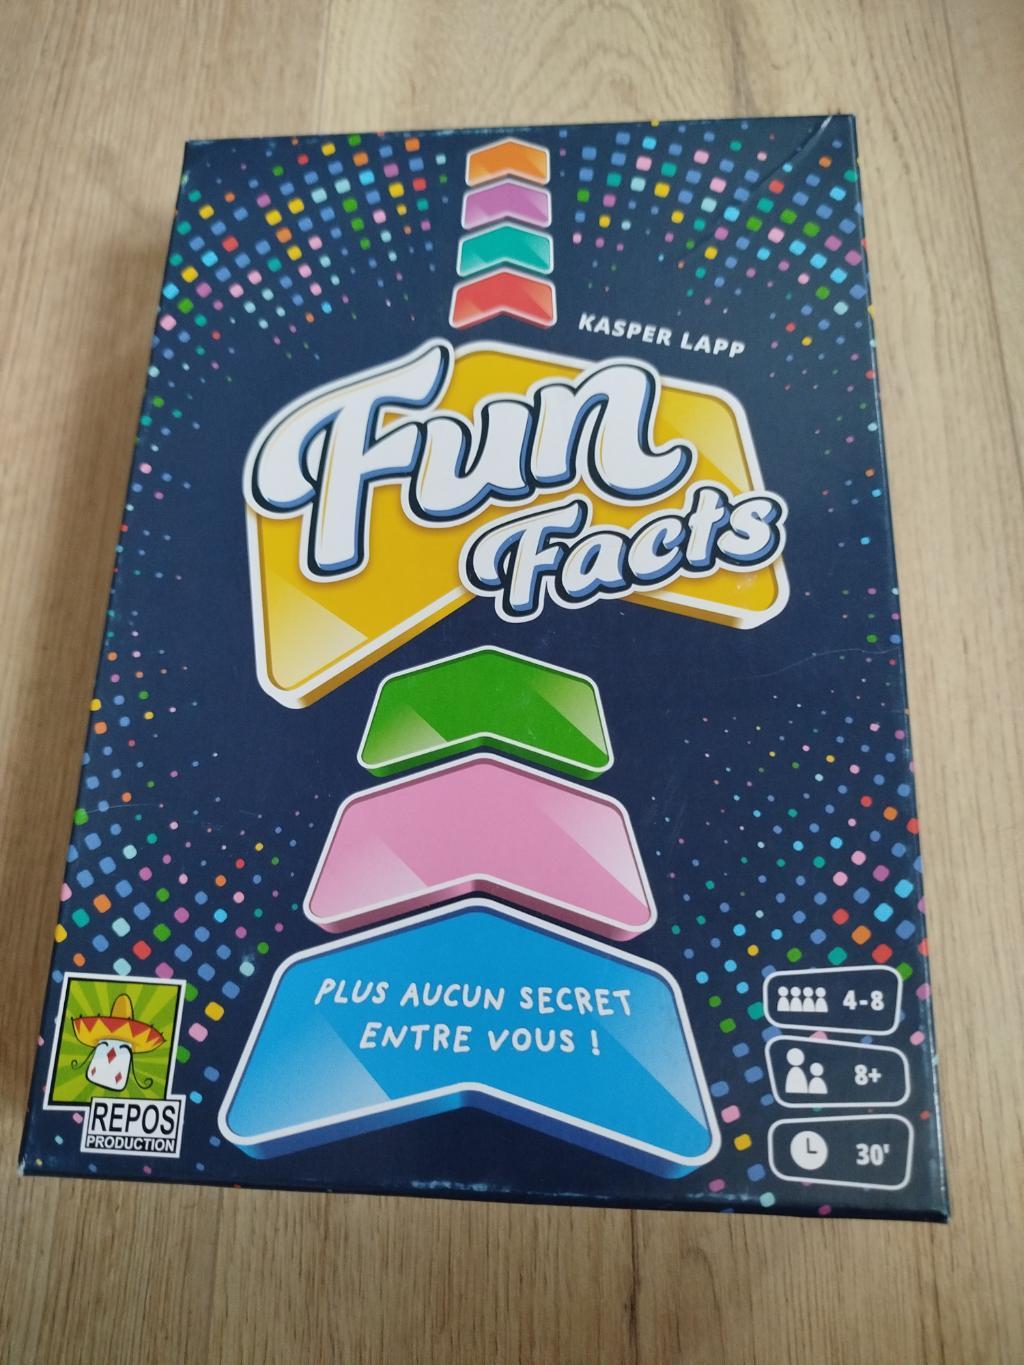 KASPER LAPP
Fun
Facts
PLUS AUCUN SECRET
ENTRE VOUS !
4-8
8+
30'
REPOS
PRODUCTION